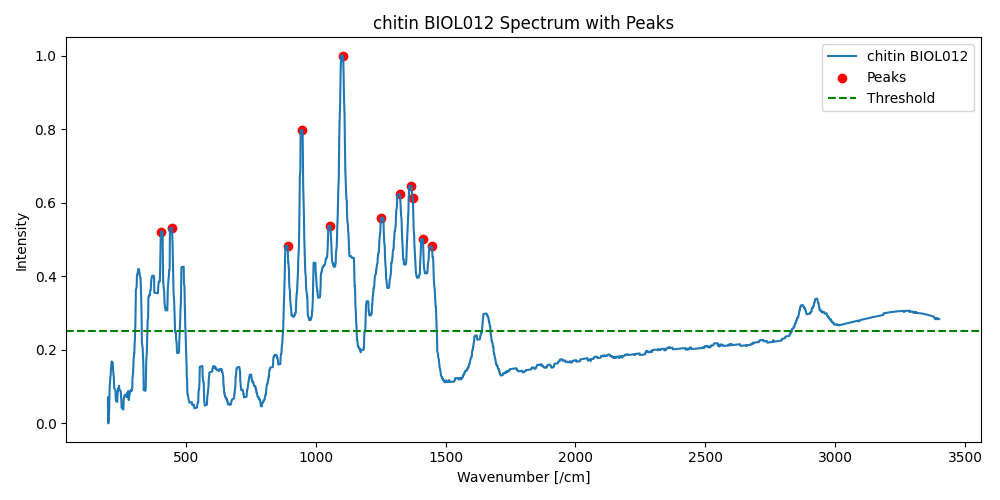 chitin BIOL012 Spectrum with Peaks
chitin BIOL012
Peaks
Threshold
1.0
0.8
0.6
0.4
0.2
0.0
Intensity
500 1000 1500 2000 2500 3000 3500
Wavenumber [/cm]